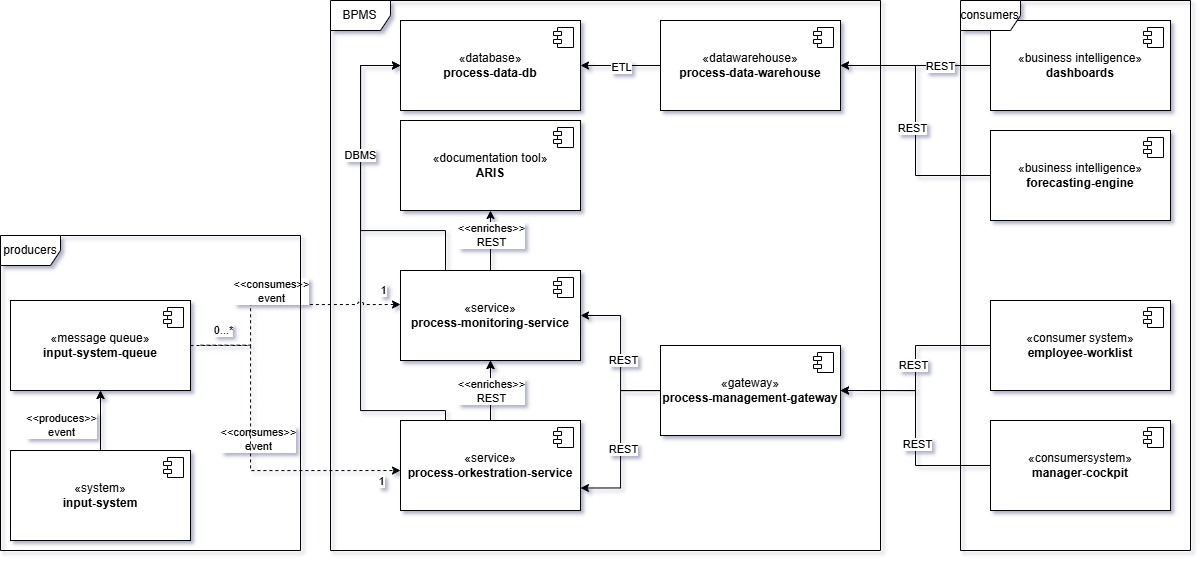 BPMS
consumers
«database»
process-data-db
ETL
«datawarehouse»
process-data-warehouse
REST
«business intelligence»
dashboards
REST
«business intelligence»
forecasting-engine
DBMS
«documentation tool»
ARIS
<<enriches>>
REST
producers
<<consumes>>
event
1
0...*
«message queue»
input-system-queue
«service»
process-monitoring-service
REST
«consumer system»
employee-worklist
REST
<<enriches>>
REST
«gateway»
process-management-gateway
<<produces>>
event
<<consumes>>
event
REST
REST
«system»
input-system
1
«service»
process-orkestration-service
«consumersystem»
manager-cockpit